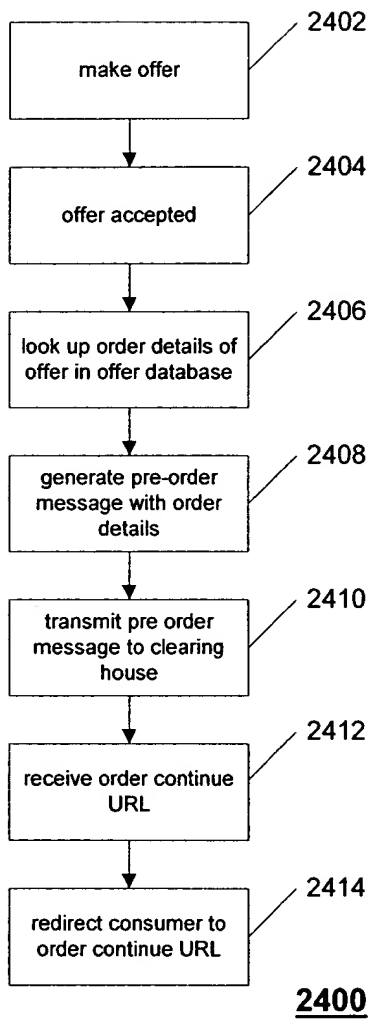 2402
make offer
2404
offer accepted
2406
look up order details of
offer in offer database
2408
generate pre-order
message with order
details
2410
transmit pre order
message to clearing
house
2412
receive order continue
URL
2414
redirect consumer to
order continue URL
2400